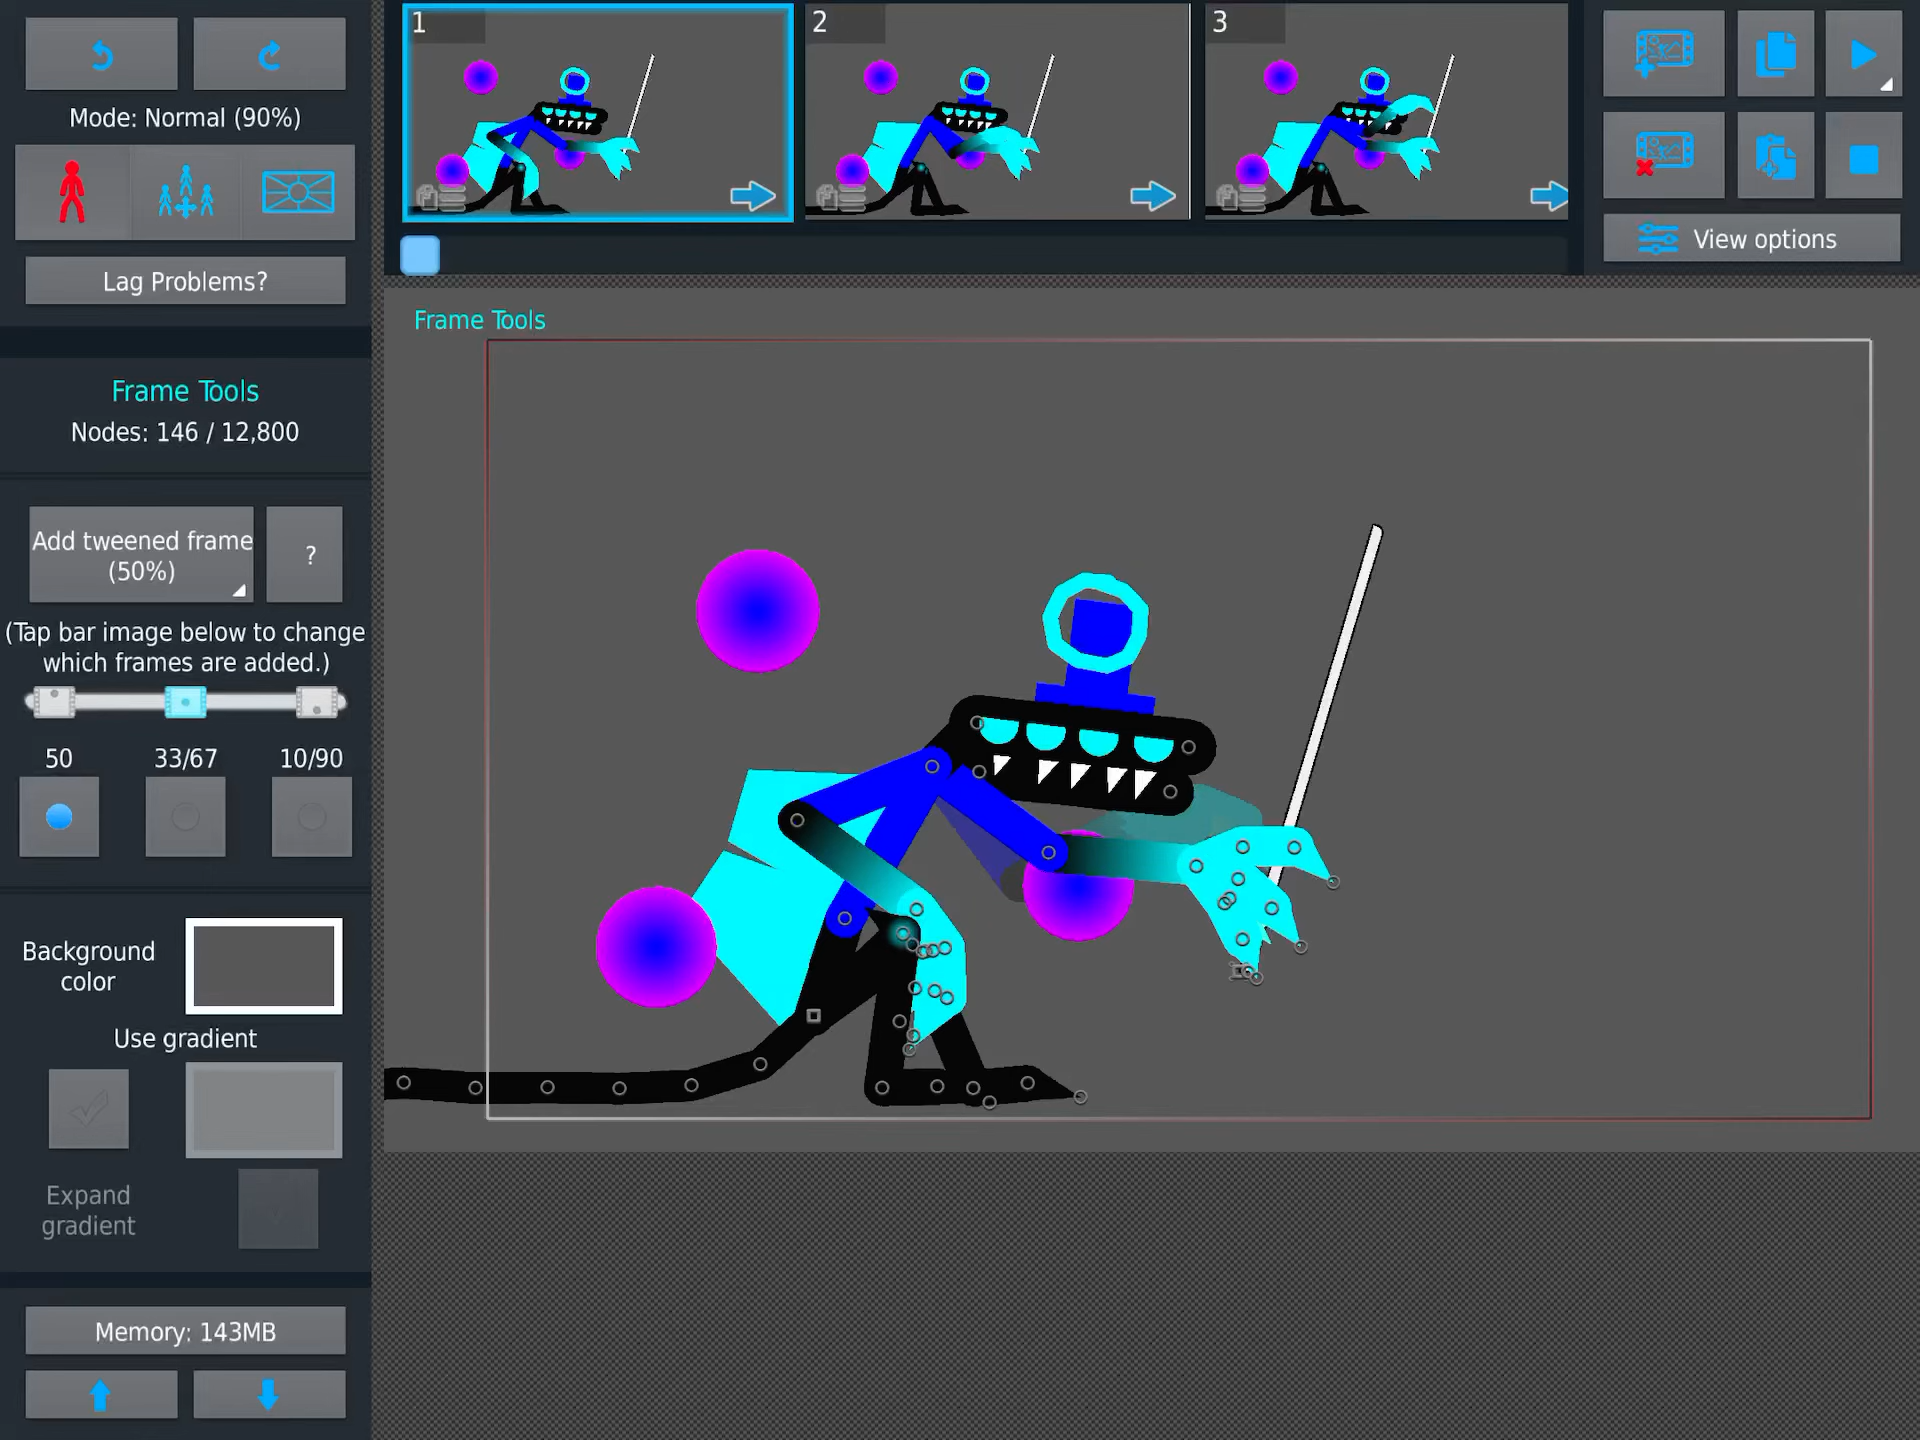 1
2
3
Mode: Normal (90%)
Lag Problems?
View options
Frame Tools
Frame Tools
Nodes: 146 / 12,800
Add tweened frame
(50%)
?
(Tap bar image below to change
which frames are added.)
50
33/67
10/90
Background
color
Use gradient
Expand
gradient
Memory: 143MB